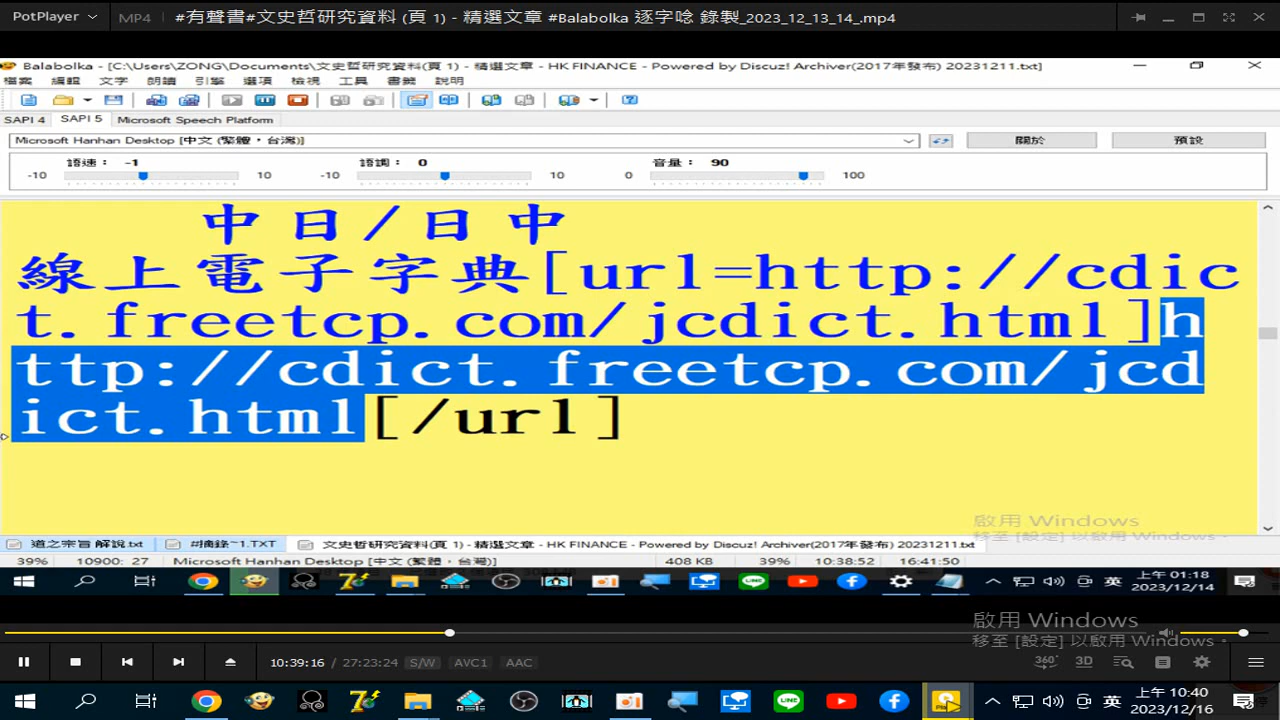 PotPlayer MP4 #有聲書#文史哲研究資料 (頁 1) - 精選文章 #Balabolka 逐字唸 錄製_2023_12_13_14_.mp4
Balabolka - [C:\Users\ZONG\Documents\文史哲研究資料(頁 1) - 精選文章 - HK FINANCE - Powered by Discuz! Archiver(2017年發布) 20231211.txt]
檔案 編輯 文字 朗讀 引擎 選項 檢視 工具 書籤 說明
SAPI 4 SAPI 5 Microsoft Speech Platform
Microsoft Hanhan Desktop [中文 (繁體，台灣)] 關於 預設
語速： -1 語調： 0 音量： 90
-10 10 -10 10 0 100
中日/日中
線上電子字典[url=http://cdic
t.freetcp.com/jcdict.html]h
ttp://cdict.freetcp.com/jcd
ict.html[/url]
啟用 Windows
移至 [設定] 以啟用 Windows。
道之宗旨 解說.txt #摘錄~1.TXT 文史哲研究資料(頁 1) - 精選文章 - HK FINANCE - Powered by Discuz! Archiver(2017年發布) 20231211.txt
39% 10900: 27 Microsoft Hanhan Desktop [中文 (繁體，台灣)] 408 KB 39% 10:38:52 16:41:50
英 上午 01:18
2023/12/14
啟用 Windows
移至 [設定] 以啟用 Windows。
10:39:16 / 27:23:24 S/W AVC1 AAC 360° 3D
英 上午 10:40
2023/12/16